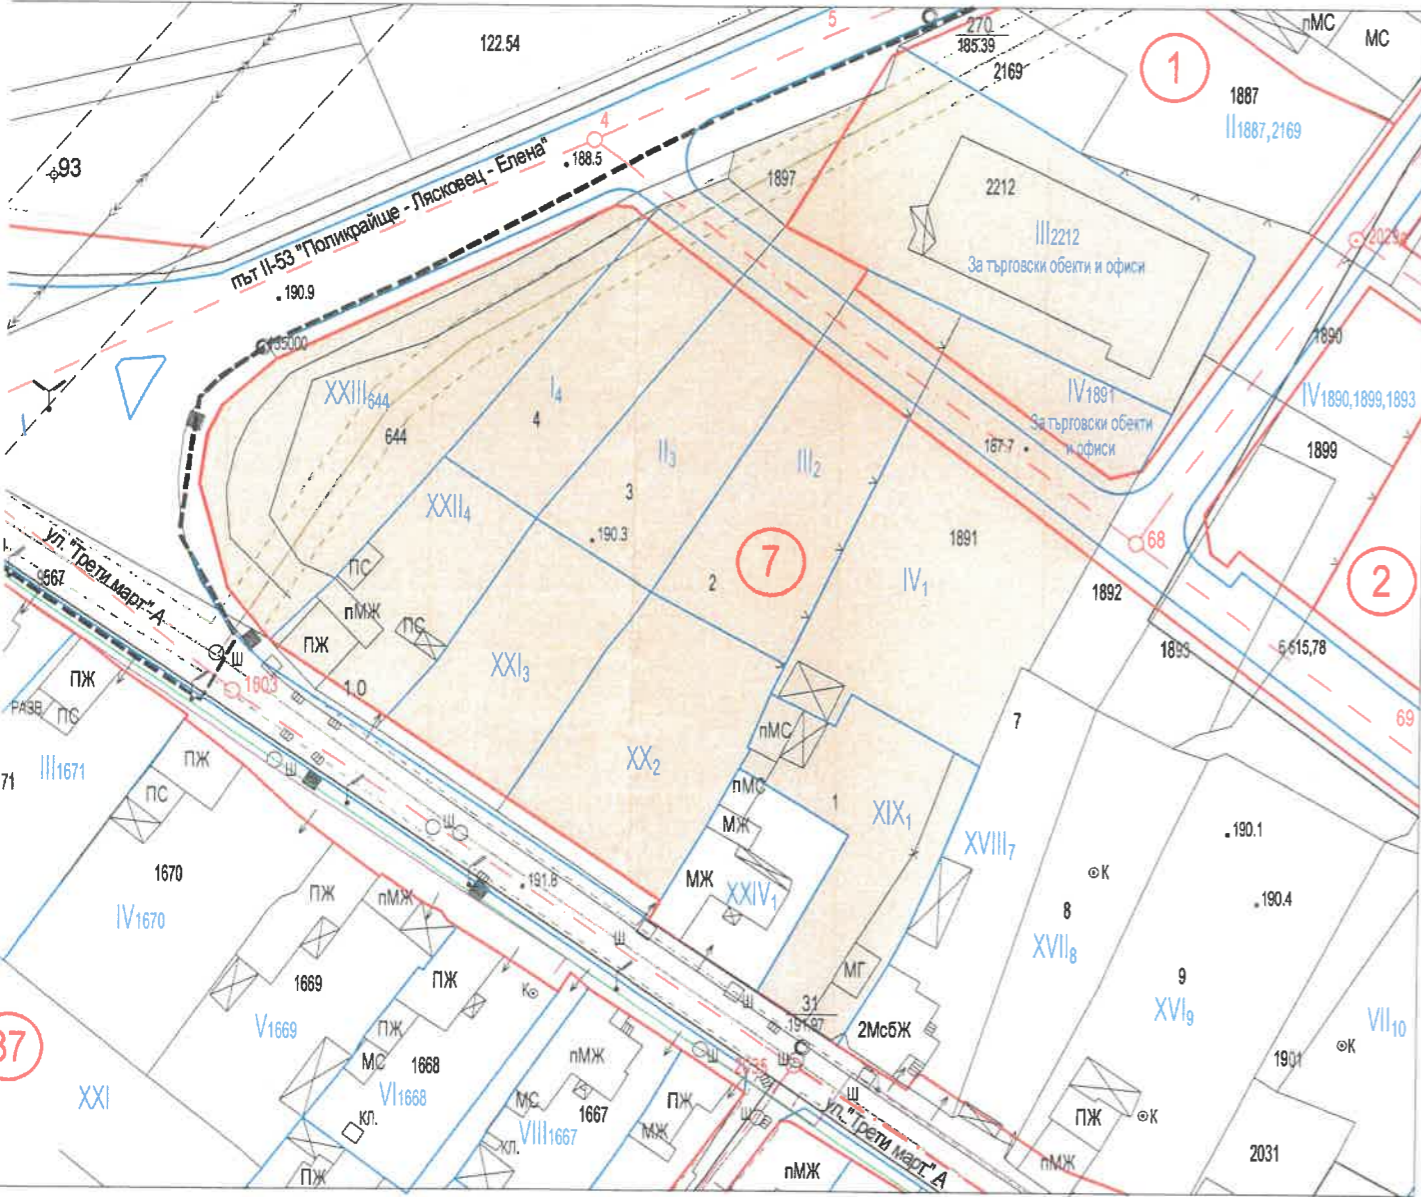 5
270
185.39
2169
пМС
МС
122.54
1
1887
II1887,2169
4
188.5
93
път II-53 "Поликрайще - Лясковец - Елена"
1897
2212
III2212
За търговски обекти и офиси
190.9
1890
XXIII644
I4
4
644
IV1891
За търговски обекти
и офиси
187.7
IV1890,1899,1893
1899
II3
3
III2
XXII4
190.3
2
7
1891
IV1
68
2
1892
ул. "Трети март" А
9567
ПС
пМЖ
ПЖ
ПС
1893
6 615,78
Ш
1603
1.0
XXI3
69
ПЖ
РАЗВ.
ПС
7
пМС
III1671
71
ПЖ
Ш
ПС
XX2
пМС
1
XIX1
МЖ
XVIII7
190.1
Ш
МЖ
XXIV1
191.8
1670
IV1670
ПЖ
пМЖ
К
190.4
8
XVII8
Ш
МГ
9
XVI9
1669
V1669
ПЖ
К
Ш
31
191.97
2МсбЖ
VII10
37
ПЖ
МС
1668
VI1668
пМЖ
Ш
Ш
К
1901
XXI
МС
1667
VIII1667
ПЖ
МЖ
Ш
ул. "Трети март" А
Ш
ПЖ
К
кл.
кл.
ПЖ
пМЖ
пМЖ
2031